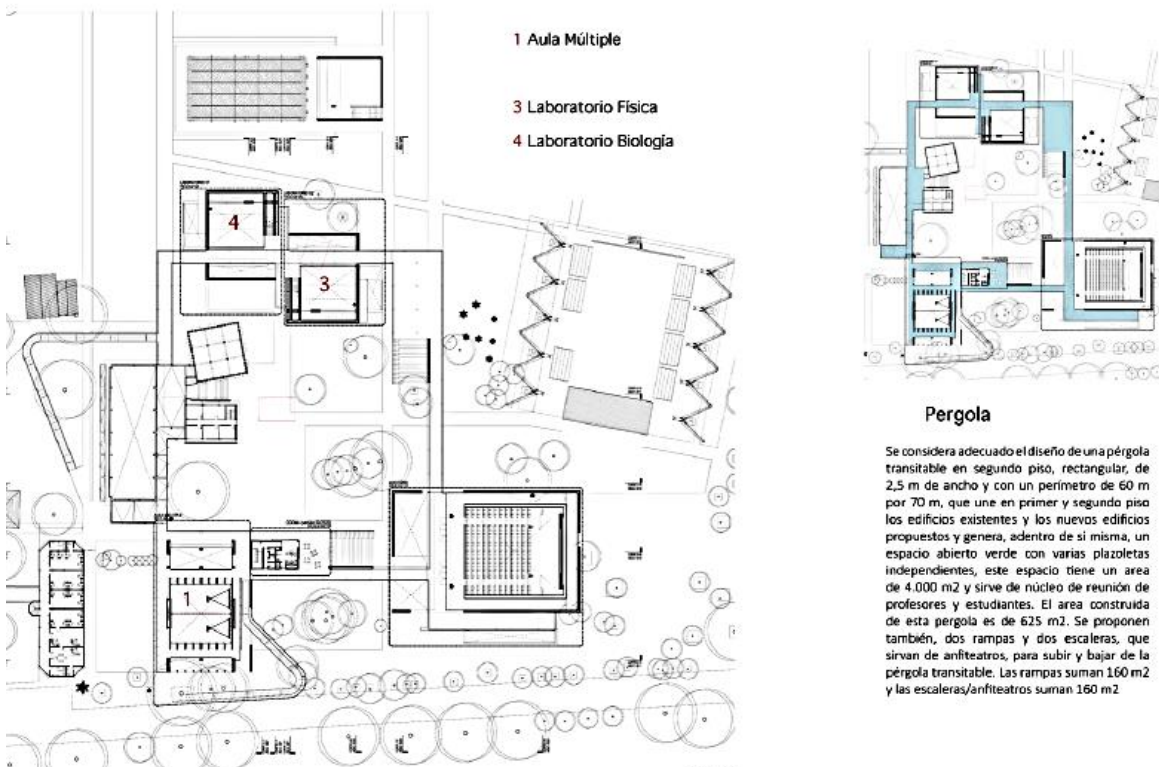 1 Aula Múltiple
3 Laboratorio Física
4 Laboratorio Biología
4
3
1
Pergola
Se considera adecuado el diseño de una pérgola
transitable en segundo piso, rectangular, de
2,5 m de ancho y con un perímetro de 60 m
por 70 m, que une en primer y segundo piso
los edificios existentes y los nuevos edificios
propuestos y genera, adentro de si misma, un
espacio abierto verde con varias plazoletas
independientes, este espacio tiene un area
de 4.000 m2 y sirve de núcleo de reunión de
profesores y estudiantes. El area construida
de esta pergola es de 625 m2. Se proponen
también, dos rampas y dos escaleras, que
sirvan de anfiteatros, para subir y bajar de la
pérgola transitable. Las rampas suman 160 m2
y las escaleras/anfiteatros suman 160 m2